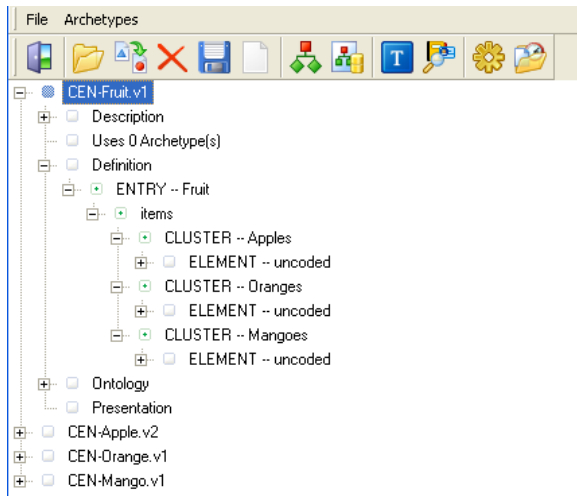 File Archetypes
T
CEN-Fruit.v1
Description
Uses 0 Archetype(s)
Definition
ENTRY -- Fruit
items
CLUSTER -- Apples
ELEMENT -- uncoded
CLUSTER -- Oranges
ELEMENT -- uncoded
CLUSTER -- Mangoes
ELEMENT -- uncoded
Ontology
Presentation
CEN-Apple.v2
CEN-Orange.v1
CEN-Mango.v1